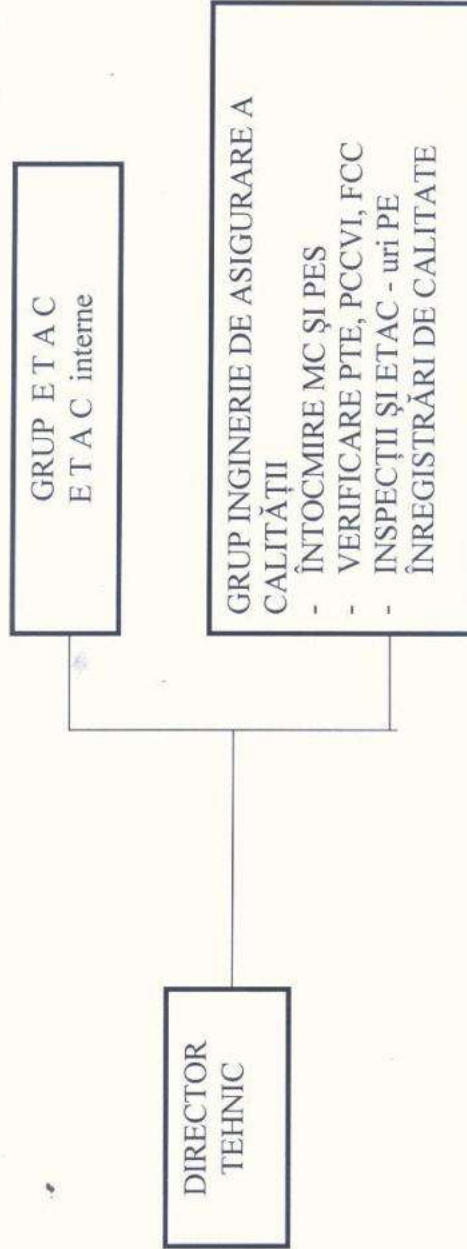 DIRECTOR
TEHNIC
GRUP E T A C
E T A C interne
GRUP INGINERIE DE ASIGURARE A
CALITĂȚII
- ÎNTOCMIRE MC ȘI PES
- VERIFICARE PTE, PCCVI, FCC
- INSPECȚII ȘI ETAC - uri PE
ÎNREGISTRĂRI DE CALITATE